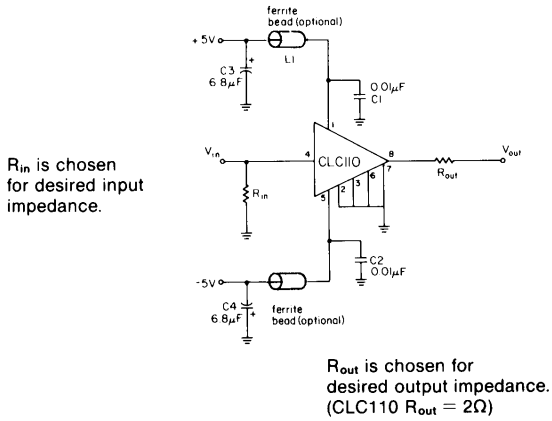 ferrite
bead (optional)
+5V
L1
C3
6.8μF
+
0.01μF
C1
1
Vin
4
CLC110
8
Vout
Rin is chosen
for desired input
impedance.
Rin
5
2
3
6
7
Rout
-5V
C2
0.01μF
C4
6.8μF
+
ferrite
bead (optional)
Rout is chosen for
desired output impedance.
(CLC110 Rout = 2Ω)